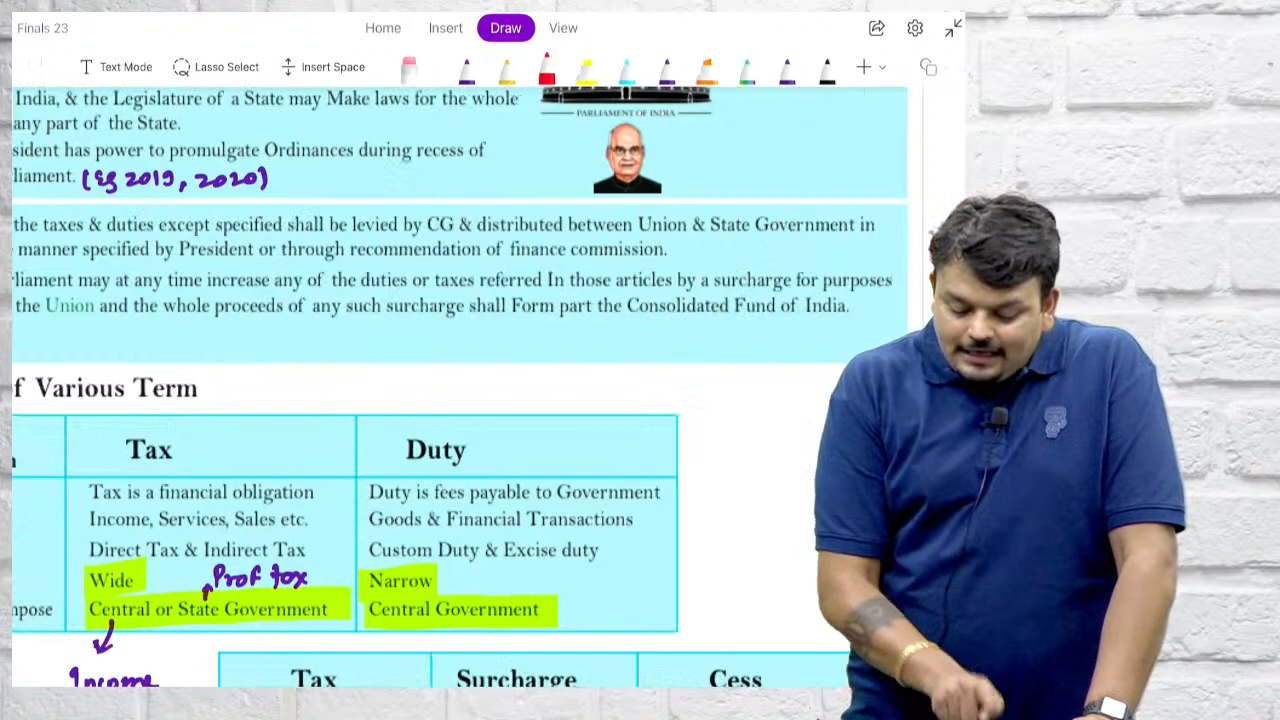 Finals 23
Home Insert Draw View
Text Mode Lasso Select Insert Space
India, & the Legislature of a State may Make laws for the whole
any part of the State.
sident has power to promulgate Ordinances during recess of
liament. (Eg 2019, 2020)
PARLIAMENT OF INDIA
the taxes & duties except specified shall be levied by CG & distributed between Union & State Government in
manner specified by President or through recommendation of finance commission.
rliament may at any time increase any of the duties or taxes referred In those articles by a surcharge for purposes
the Union and the whole proceeds of any such surcharge shall Form part the Consolidated Fund of India.
f Various Term
Tax Duty
Tax is a financial obligation Duty is fees payable to Government
Income, Services, Sales etc. Goods & Financial Transactions
Direct Tax & Indirect Tax Custom Duty & Excise duty
Wide Prof tax Narrow
mpose Central or State Government Central Government
Income
Tax Surcharge Cess